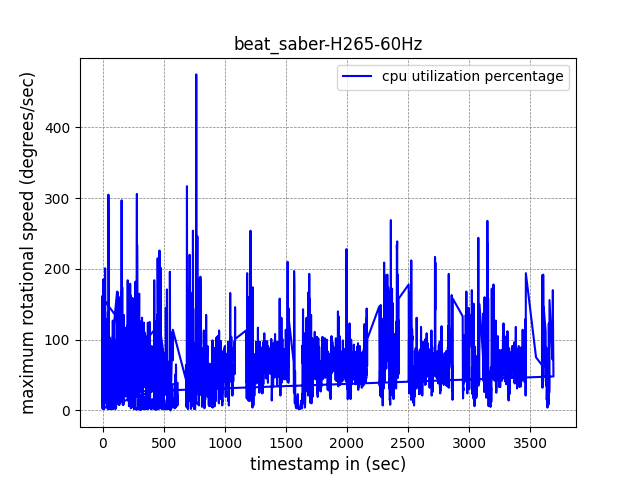 beat_saber-H265-60Hz
cpu utilization percentage
maximum rotational speed (degrees/sec)
400
300
200
100
0
0 500 1000 1500 2000 2500 3000 3500
timestamp in (sec)